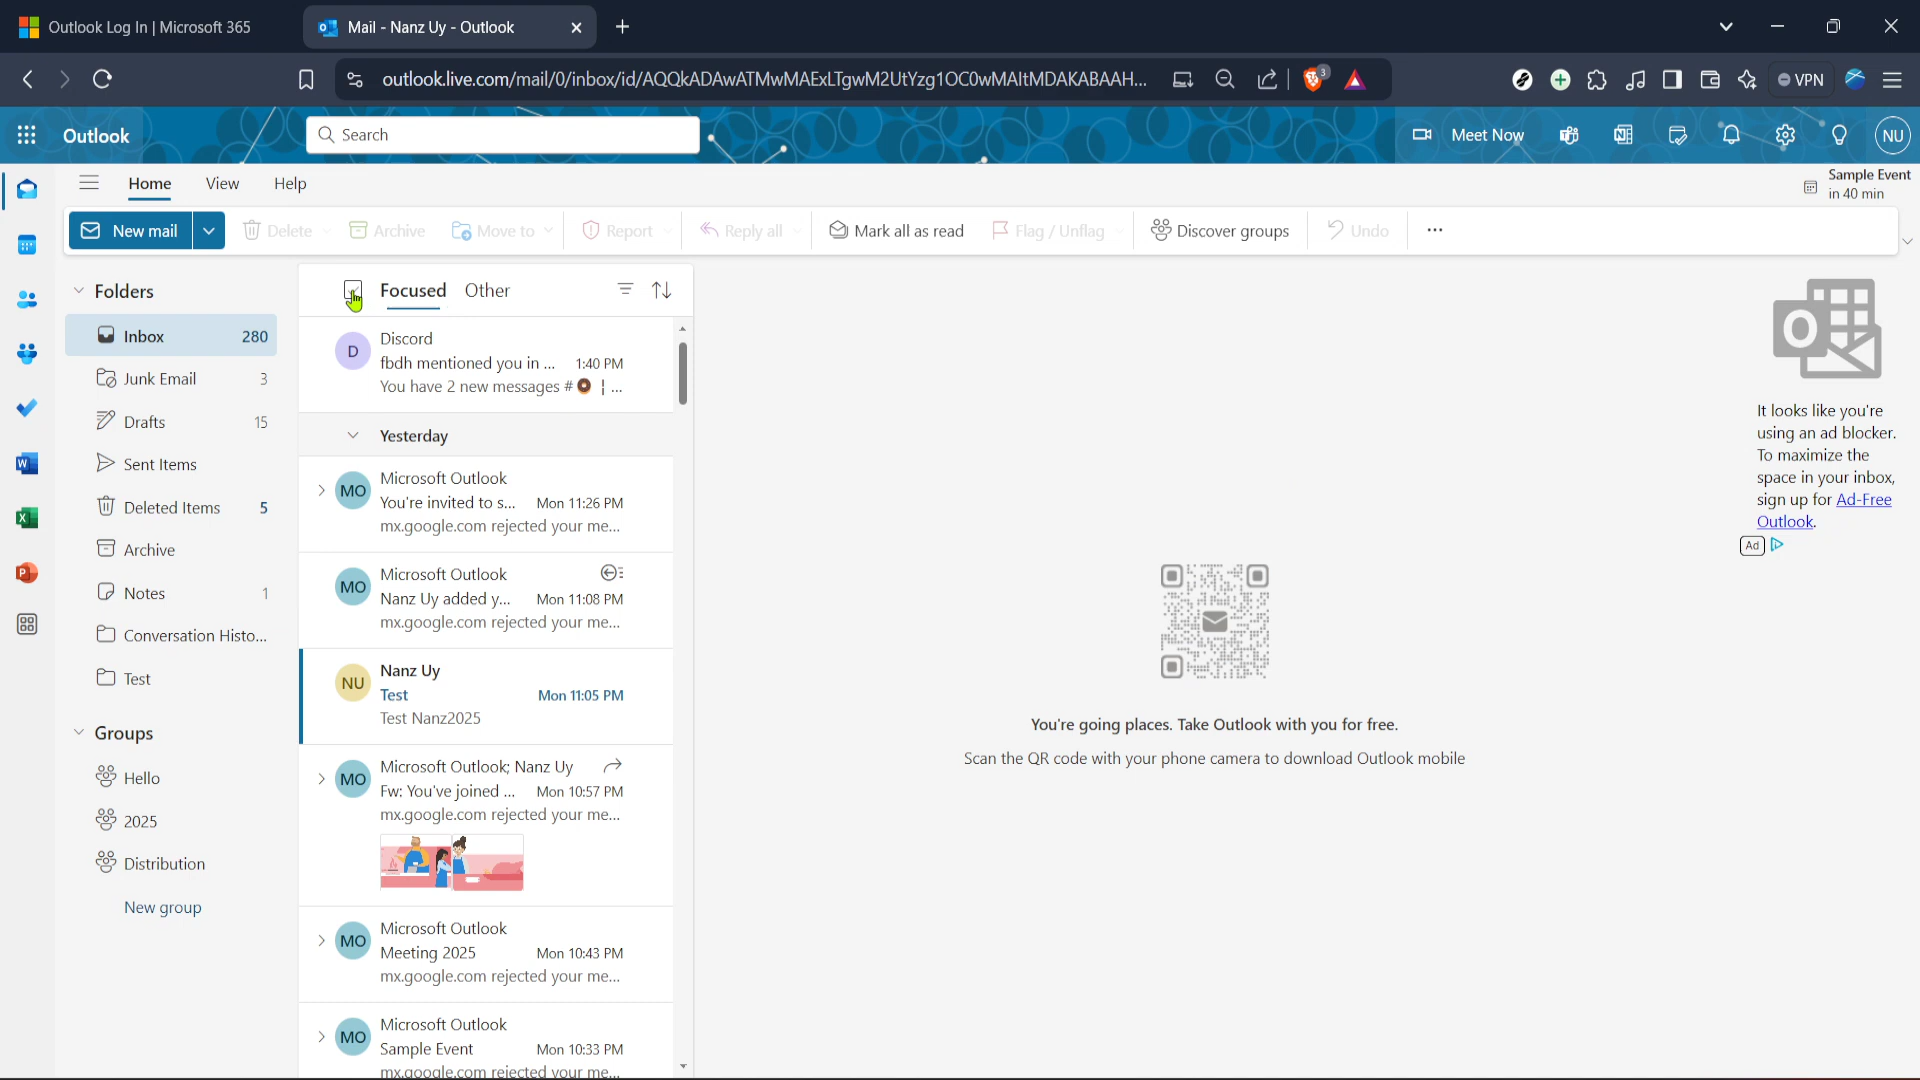 Outlook Log In | Microsoft 365
Mail - Nanz Uy - Outlook
outlook.live.com/mail/0/inbox/id/AQQkADAwATMwMAExLTgwM2UtYzg1OC0wMAItMDAKABAAH...
3
VPN
Outlook
Search
Meet Now
NU
Home
View
Help
Sample Event
in 40 min
New mail
Delete
Archive
Move to
Report
Reply all
Mark all as read
Flag / Unflag
Discover groups
Undo
Folders
Inbox 280
Junk Email 3
Drafts 15
Sent Items
Deleted Items 5
Archive
Notes 1
Conversation Histo...
Test
Groups
Hello
2025
Distribution
New group
Focused
Other
D
Discord
fbdh mentioned you in ... 1:40 PM
You have 2 new messages # 🍩 ¦ ...
Yesterday
MO
Microsoft Outlook
You're invited to s... Mon 11:26 PM
mx.google.com rejected your me...
MO
Microsoft Outlook
Nanz Uy added y... Mon 11:08 PM
mx.google.com rejected your me...
NU
Nanz Uy
Test Mon 11:05 PM
Test Nanz2025
MO
Microsoft Outlook; Nanz Uy
Fw: You've joined ... Mon 10:57 PM
mx.google.com rejected your me...
MO
Microsoft Outlook
Meeting 2025 Mon 10:43 PM
mx.google.com rejected your me...
MO
Microsoft Outlook
Sample Event Mon 10:33 PM
mx.google.com rejected your me...
You're going places. Take Outlook with you for free.
Scan the QR code with your phone camera to download Outlook mobile
It looks like you're
using an ad blocker.
To maximize the
space in your inbox,
sign up for Ad-Free
Outlook.
Ad